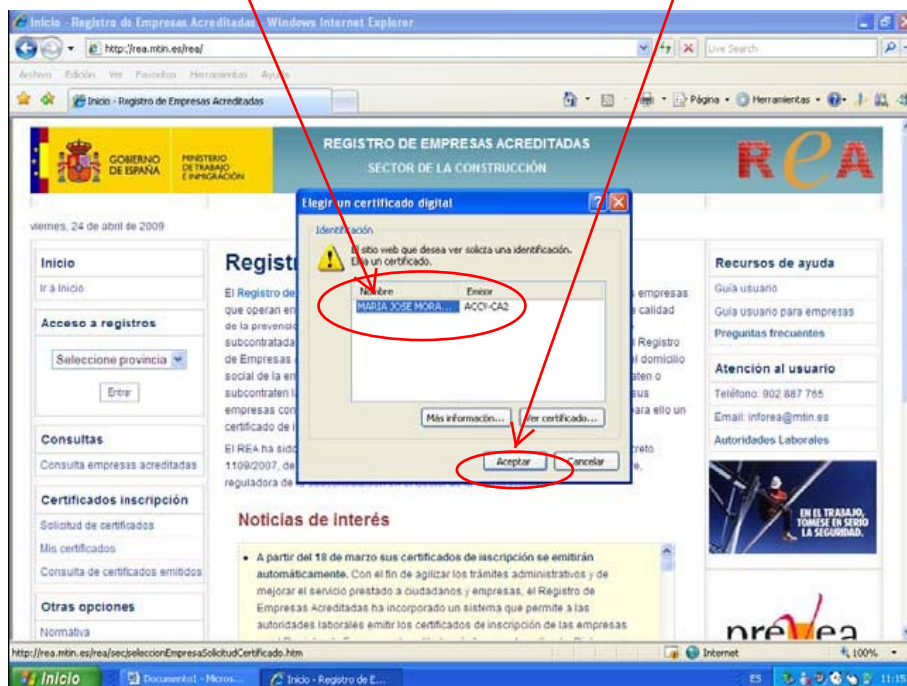 Inicio - Registro de Empresas Acreditadas - Windows Internet Explorer
http://rea.mtin.es/rea/
Live Search
Archivo Edición Ver Favoritos Herramientas Ayuda
Inicio - Registro de Empresas Acreditadas
Página Herramientas
GOBIERNO DE ESPAÑA
MINISTERIO DE TRABAJO E INMIGRACIÓN
REGISTRO DE EMPRESAS ACREDITADAS
SECTOR DE LA CONSTRUCCIÓN
ReA
viernes, 24 de abril de 2009
Inicio
Ir a Inicio
Acceso a registros
Seleccione provincia
Entrar
Consultas
Consulta empresas acreditadas
Certificados inscripción
Solicitud de certificados
Mis certificados
Consulta de certificados emitidos
Otras opciones
Normativa
Regist
El Registro de
que operan en
de la prevenció
subcontratada
de Empresas
social de la em
subcontraten l
empresas con
certificado de i
El REA ha sido
1109/2007, de
reguladora de
empresas
a calidad
l Registro
el domicilio
aten o
sus
para ello un
creto
Elegir un certificado digital
Identificación
El sitio web que desea ver solicita una identificación.
Elija un certificado.
Nombre Emisor
MARIA JOSE MORA... ACCV-CA2
Más información... Ver certificado...
Aceptar Cancelar
Noticias de interés
A partir del 18 de marzo sus certificados de inscripción se emitirán
automáticamente. Con el fin de agilizar los trámites administrativos y de
mejorar el servicio prestado a ciudadanos y empresas, el Registro de
Empresas Acreditadas ha incorporado un sistema que permite a las
autoridades laborales emitir los certificados de inscripción de las empresas
Recursos de ayuda
Guía usuario
Guía usuario para empresas
Preguntas frecuentes
Atención al usuario
Teléfono: 902 887 765
Email: inforea@mtin.es
Autoridades Laborales
EN EL TRABAJO,
TÓMESE EN SERIO
LA SEGURIDAD.
prevea
http://rea.mtin.es/rea/sec/seleccionEmpresaSolicitudCertificado.htm
Internet
100%
Inicio
Documento1 - Micros...
Inicio - Registro de E...
ES
11:15